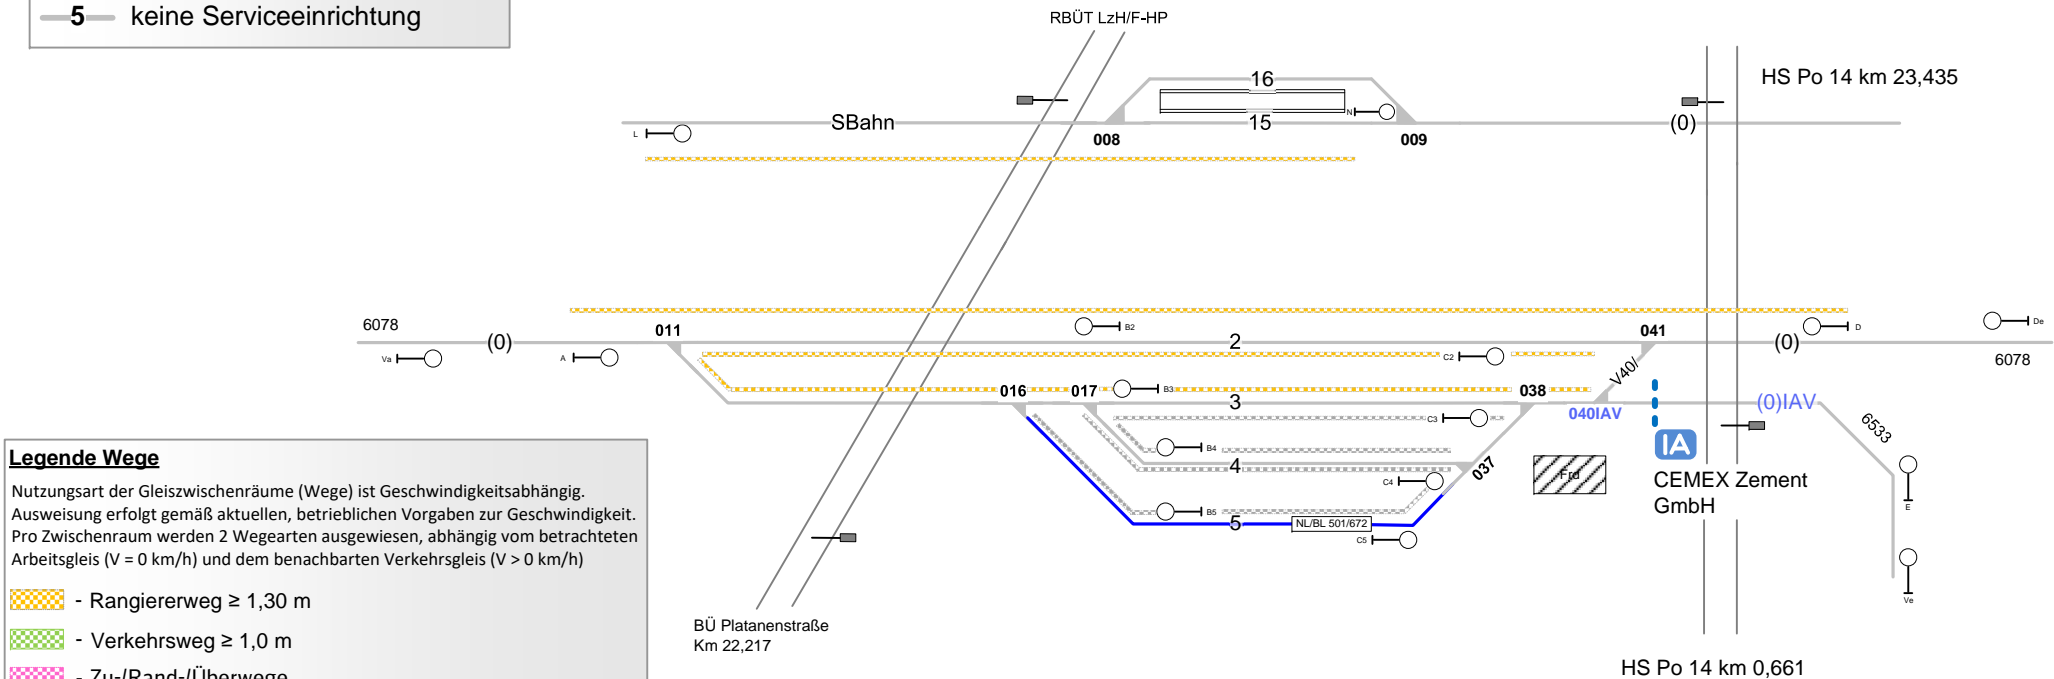 5 keine Serviceeinrichtung
RBÜT LzH/F-HP
HS Po 14 km 23,435
16
N
SBahn
15
(0)
L
008
009
6078
(0)
011
B2
2
041
(0)
D
De
6078
Va
A
C2
V40/
016
017
B3
3
038
040IAV
(0)IAV
C3
6533
B4
4
037
C4
Frd
IA
CEMEX Zement
GmbH
B5
5
NL/BL 501/672
C5
E
Ve
Legende Wege
Nutzungsart der Gleiszwischenräume (Wege) ist Geschwindigkeitsabhängig.
Ausweisung erfolgt gemäß aktuellen, betrieblichen Vorgaben zur Geschwindigkeit.
Pro Zwischenraum werden 2 Wegearten ausgewiesen, abhängig vom betrachteten
Arbeitsgleis (V = 0 km/h) und dem benachbarten Verkehrsgleis (V > 0 km/h)
- Rangiererweg ≥ 1,30 m
- Verkehrsweg ≥ 1,0 m
- Zu-/Rand-/Überwege
BÜ Platanenstraße
Km 22,217
HS Po 14 km 0,661